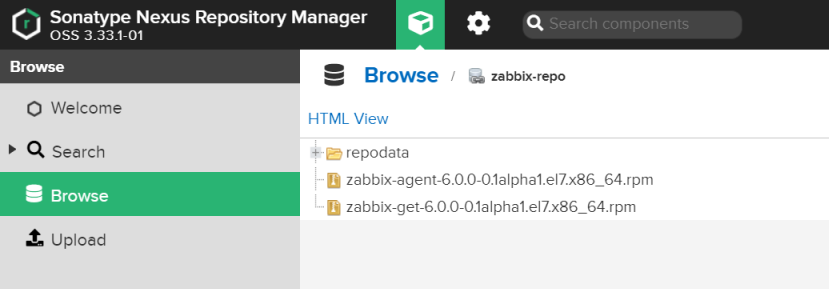 Sonatype Nexus Repository Manager
OSS 3.33.1-01
Search components
Browse
Welcome
Search
Browse
Upload
Browse / zabbix-repo
HTML View
repodata
zabbix-agent-6.0.0-0.1alpha1.el7.x86_64.rpm
zabbix-get-6.0.0-0.1alpha1.el7.x86_64.rpm